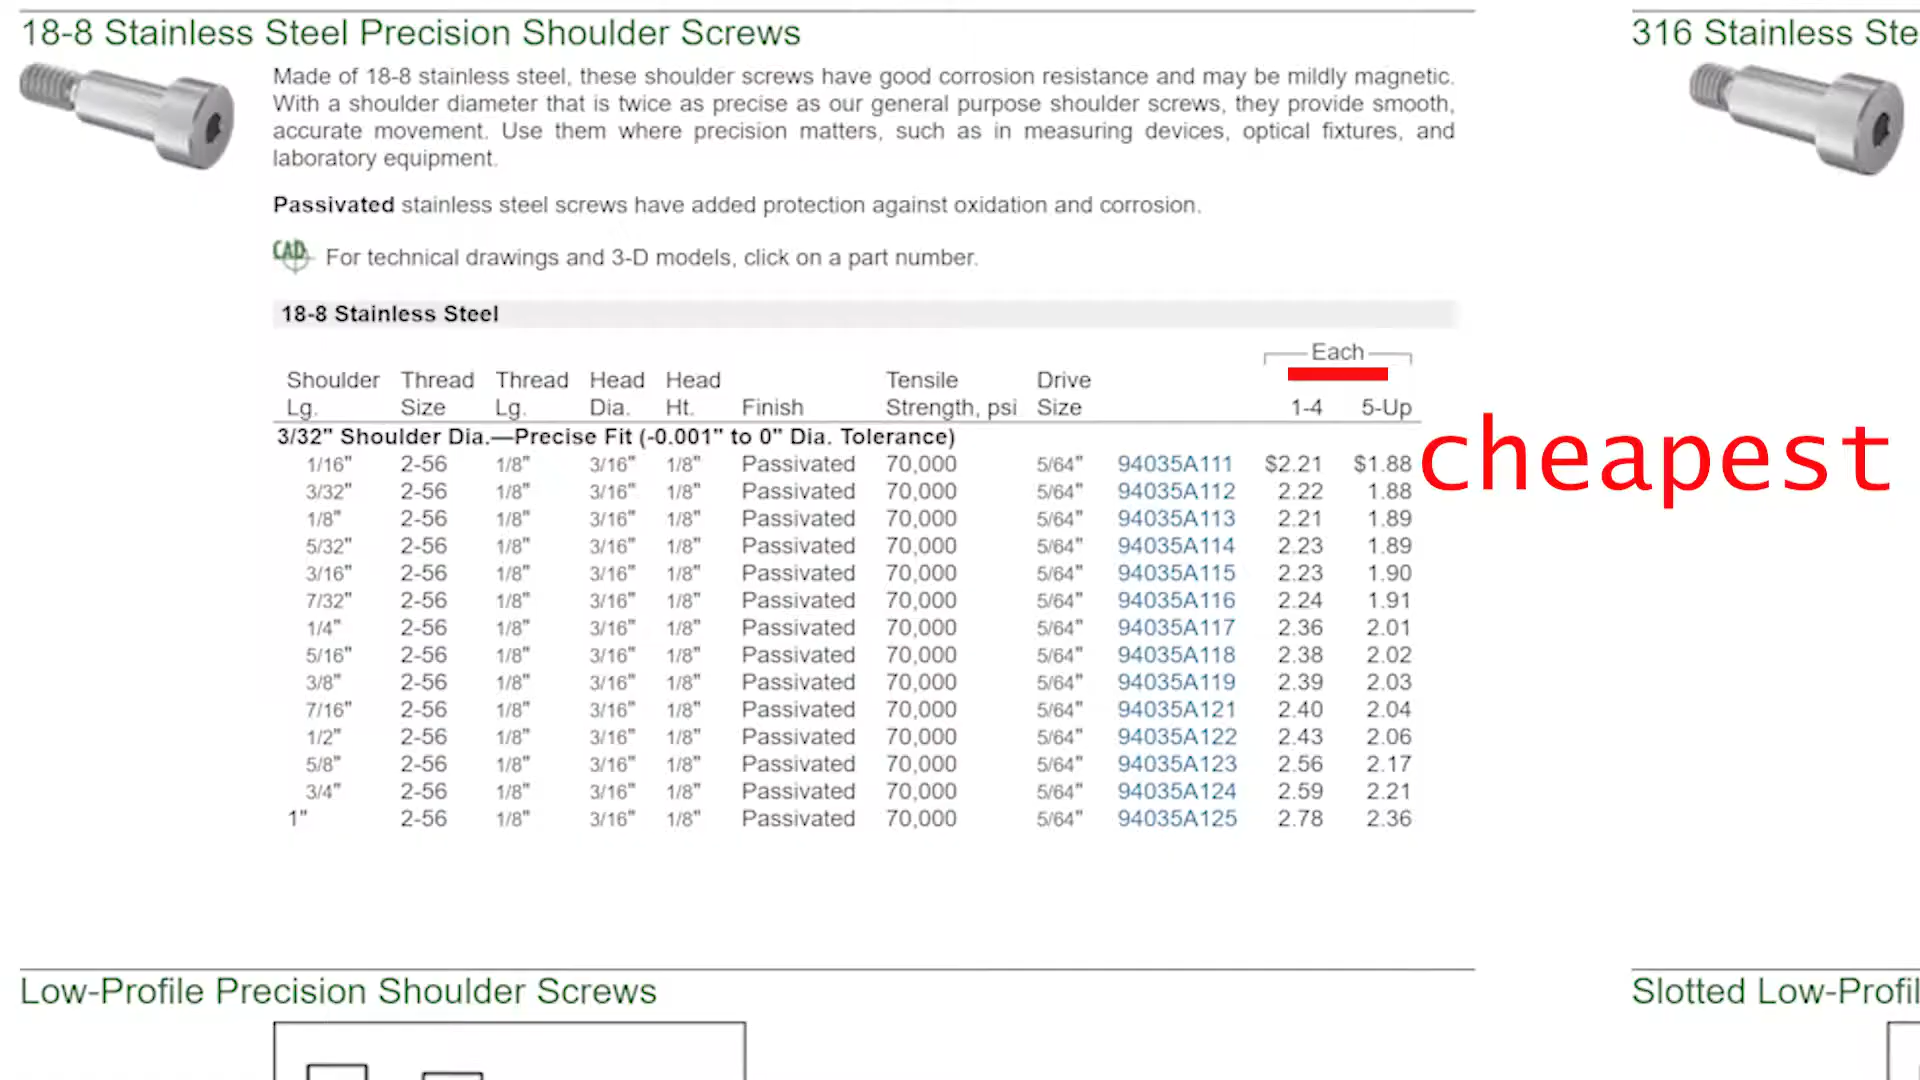 18-8 Stainless Steel Precision Shoulder Screws
316 Stainless Ste
Made of 18-8 stainless steel, these shoulder screws have good corrosion resistance and may be mildly magnetic.
With a shoulder diameter that is twice as precise as our general purpose shoulder screws, they provide smooth,
accurate movement. Use them where precision matters, such as in measuring devices, optical fixtures, and
laboratory equipment.
Passivated stainless steel screws have added protection against oxidation and corrosion.
CAD For technical drawings and 3-D models, click on a part number.
18-8 Stainless Steel
Each
Shoulder Thread Thread Head Head Tensile Drive
Lg. Size Lg. Dia. Ht. Finish Strength, psi Size 1-4 5-Up
3/32" Shoulder Dia.—Precise Fit (-0.001" to 0" Dia. Tolerance)
cheapest
1/16" 2-56 1/8" 3/16" 1/8" Passivated 70,000 5/64" 94035A111 $2.21 $1.88
3/32" 2-56 1/8" 3/16" 1/8" Passivated 70,000 5/64" 94035A112 2.22 1.88
1/8" 2-56 1/8" 3/16" 1/8" Passivated 70,000 5/64" 94035A113 2.21 1.89
5/32" 2-56 1/8" 3/16" 1/8" Passivated 70,000 5/64" 94035A114 2.23 1.89
3/16" 2-56 1/8" 3/16" 1/8" Passivated 70,000 5/64" 94035A115 2.23 1.90
7/32" 2-56 1/8" 3/16" 1/8" Passivated 70,000 5/64" 94035A116 2.24 1.91
1/4" 2-56 1/8" 3/16" 1/8" Passivated 70,000 5/64" 94035A117 2.36 2.01
5/16" 2-56 1/8" 3/16" 1/8" Passivated 70,000 5/64" 94035A118 2.38 2.02
3/8" 2-56 1/8" 3/16" 1/8" Passivated 70,000 5/64" 94035A119 2.39 2.03
7/16" 2-56 1/8" 3/16" 1/8" Passivated 70,000 5/64" 94035A121 2.40 2.04
1/2" 2-56 1/8" 3/16" 1/8" Passivated 70,000 5/64" 94035A122 2.43 2.06
5/8" 2-56 1/8" 3/16" 1/8" Passivated 70,000 5/64" 94035A123 2.56 2.17
3/4" 2-56 1/8" 3/16" 1/8" Passivated 70,000 5/64" 94035A124 2.59 2.21
1" 2-56 1/8" 3/16" 1/8" Passivated 70,000 5/64" 94035A125 2.78 2.36
Low-Profile Precision Shoulder Screws
Slotted Low-Profil